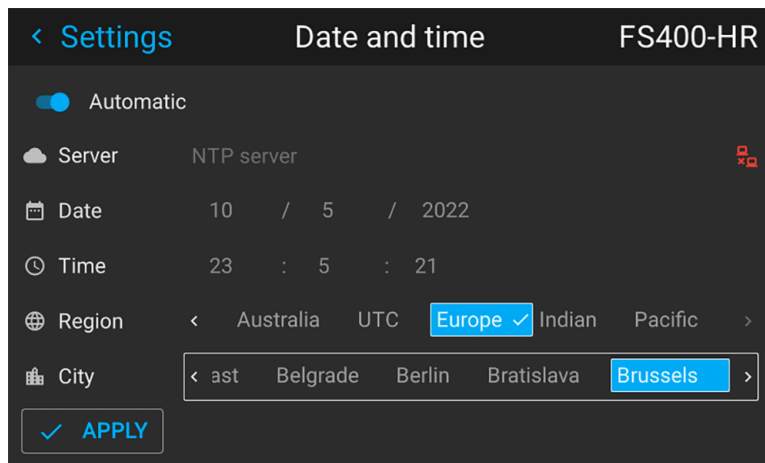 Settings Date and time FS400-HR
Automatic
Server NTP server
Date 10 / 5 / 2022
Time 23 : 5 : 21
Region Australia UTC Europe Indian Pacific
City ast Belgrade Berlin Bratislava Brussels
APPLY